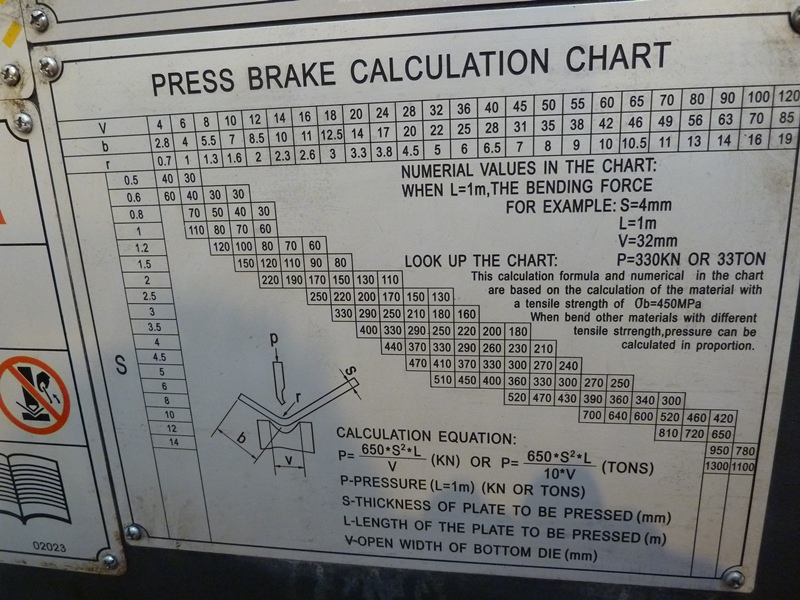 PRESS BRAKE CALCULATION CHART
V 4 6 8 10 12 14 16 18 20 24 28 32 36 40 45 50 55 60 65 70 80 90 100 120
b 2.8 4 5.5 7 8.5 10 11 12.5 14 17 20 22 25 28 31 35 38 42 46 49 56 63 70 85
r 0.7 1 1.3 1.6 2 2.3 2.6 3 3.3 3.8 4.5 5 6 6.5 7 8 9 10 10.5 11 13 14 16 19
NUMERIAL VALUES IN THE CHART:
WHEN L=1m,THE BENDING FORCE
FOR EXAMPLE: S=4mm
L=1m
V=32mm
LOOK UP THE CHART: P=330KN OR 33TON
This calculation formula and numerical in the chart
are based on the calculation of the material with
a tensile strength of σb=450MPa
When bend other materials with different
tensile strrength,pressure can be
calculated in proportion.
S
0.5 40 30
0.6 60 40 30 30
0.8 70 50 40 30
1 110 80 70 60
1.2 120 100 80 70 60
1.5 150 120 110 90 80
2 220 190 170 150 130 110
2.5 250 220 200 170 150 130
3 330 290 250 210 180 160
3.5 400 330 290 250 220 200 180
4 440 370 330 290 260 230 210
4.5 470 410 370 330 300 270 240
5 510 450 400 360 330 300 270 250
6 520 470 430 390 360 340 300
8 700 640 600 520 460 420
10 810 720 650
12 950 780
14 1300 1100
P
S
r
b
v
CALCULATION EQUATION:
P= 650*S²*L / V (KN) OR P= 650*S²*L / 10*V (TONS)
P-PRESSURE (L=1m) (KN OR TONS)
S-THICKNESS OF PLATE TO BE PRESSED (mm)
L-LENGTH OF THE PLATE TO BE PRESSED (m)
V-OPEN WIDTH OF BOTTOM DIE (mm)
02023